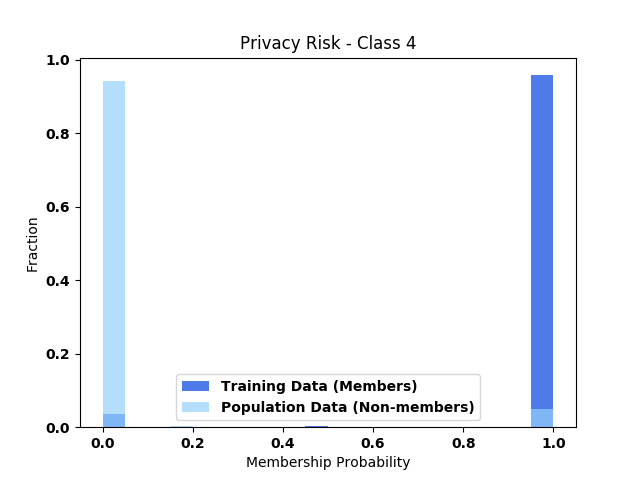 Privacy Risk - Class 4
1.0
0.8
0.6
0.4
0.2
0.0
Fraction
Training Data (Members)
Population Data (Non-members)
0.0 0.2 0.4 0.6 0.8 1.0
Membership Probability